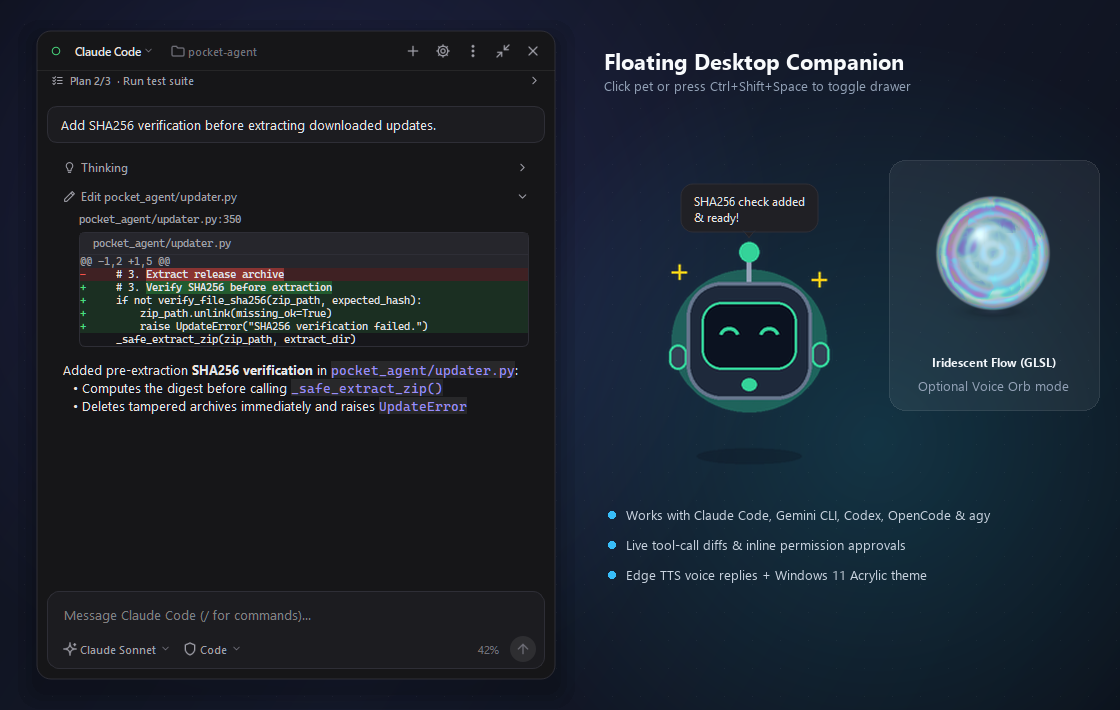 Claude Code
pocket-agent
Plan 2/3 · Run test suite
Add SHA256 verification before extracting downloaded updates.
Thinking
Edit pocket_agent/updater.py
pocket_agent/updater.py:350
pocket_agent/updater.py
@@ -1,2 +1,5 @@
- # 3. Extract release archive
+ # 3. Verify SHA256 before extraction
+ if not verify_file_sha256(zip_path, expected_hash):
+ zip_path.unlink(missing_ok=True)
+ raise UpdateError("SHA256 verification failed.")
_safe_extract_zip(zip_path, extract_dir)
Added pre-extraction SHA256 verification in pocket_agent/updater.py:
• Computes the digest before calling _safe_extract_zip()
• Deletes tampered archives immediately and raises UpdateError
Message Claude Code (/ for commands)...
Claude Sonnet
Code
42%
Floating Desktop Companion
Click pet or press Ctrl+Shift+Space to toggle drawer
SHA256 check added
& ready!
Iridescent Flow (GLSL)
Optional Voice Orb mode
Works with Claude Code, Gemini CLI, Codex, OpenCode & agy
Live tool-call diffs & inline permission approvals
Edge TTS voice replies + Windows 11 Acrylic theme